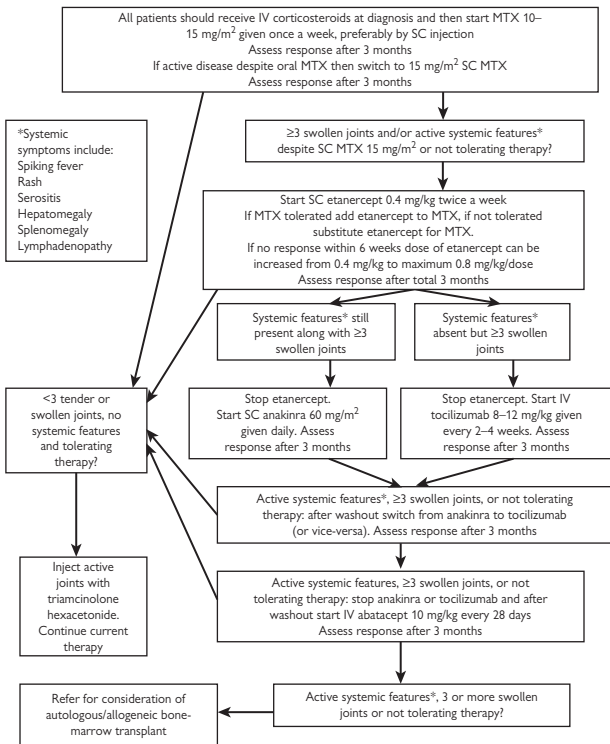 All patients should receive IV corticosteroids at diagnosis and then start MTX 10–
15 mg/m² given once a week, preferably by SC injection
Assess response after 3 months
If active disease despite oral MTX then switch to 15 mg/m² SC MTX
Assess response after 3 months
*Systemic
symptoms include:
Spiking fever
Rash
Serositis
Hepatomegaly
Splenomegaly
Lymphadenopathy
≥3 swollen joints and/or active systemic features*
despite SC MTX 15 mg/m² or not tolerating therapy?
Start SC etanercept 0.4 mg/kg twice a week
If MTX tolerated add etanercept to MTX, if not tolerated
substitute etanercept for MTX.
If no response within 6 weeks dose of etanercept can be
increased from 0.4 mg/kg to maximum 0.8 mg/kg/dose
Assess response after total 3 months
Systemic features* still
present along with ≥3
swollen joints
Systemic features*
absent but ≥3 swollen
joints
<3 tender or
swollen joints, no
systemic features
and tolerating
therapy?
Stop etanercept.
Start SC anakinra 60 mg/m²
given daily. Assess
response after 3 months
Stop etanercept. Start IV
tocilizumab 8–12 mg/kg given
every 2–4 weeks. Assess
response after 3 months
Active systemic features*, ≥3 swollen joints, or not tolerating
therapy: after washout switch from anakinra to tocilizumab
(or vice-versa). Assess response after 3 months
Inject active
joints with
triamcinolone
hexacetonide.
Continue current
therapy
Active systemic features, ≥3 swollen joints, or not
tolerating therapy: stop anakinra or tocilizumab and after
washout start IV abatacept 10 mg/kg every 28 days
Assess response after 3 months
Refer for consideration of
autologous/allogeneic bone-
marrow transplant
Active systemic features*, 3 or more swollen
joints or not tolerating therapy?